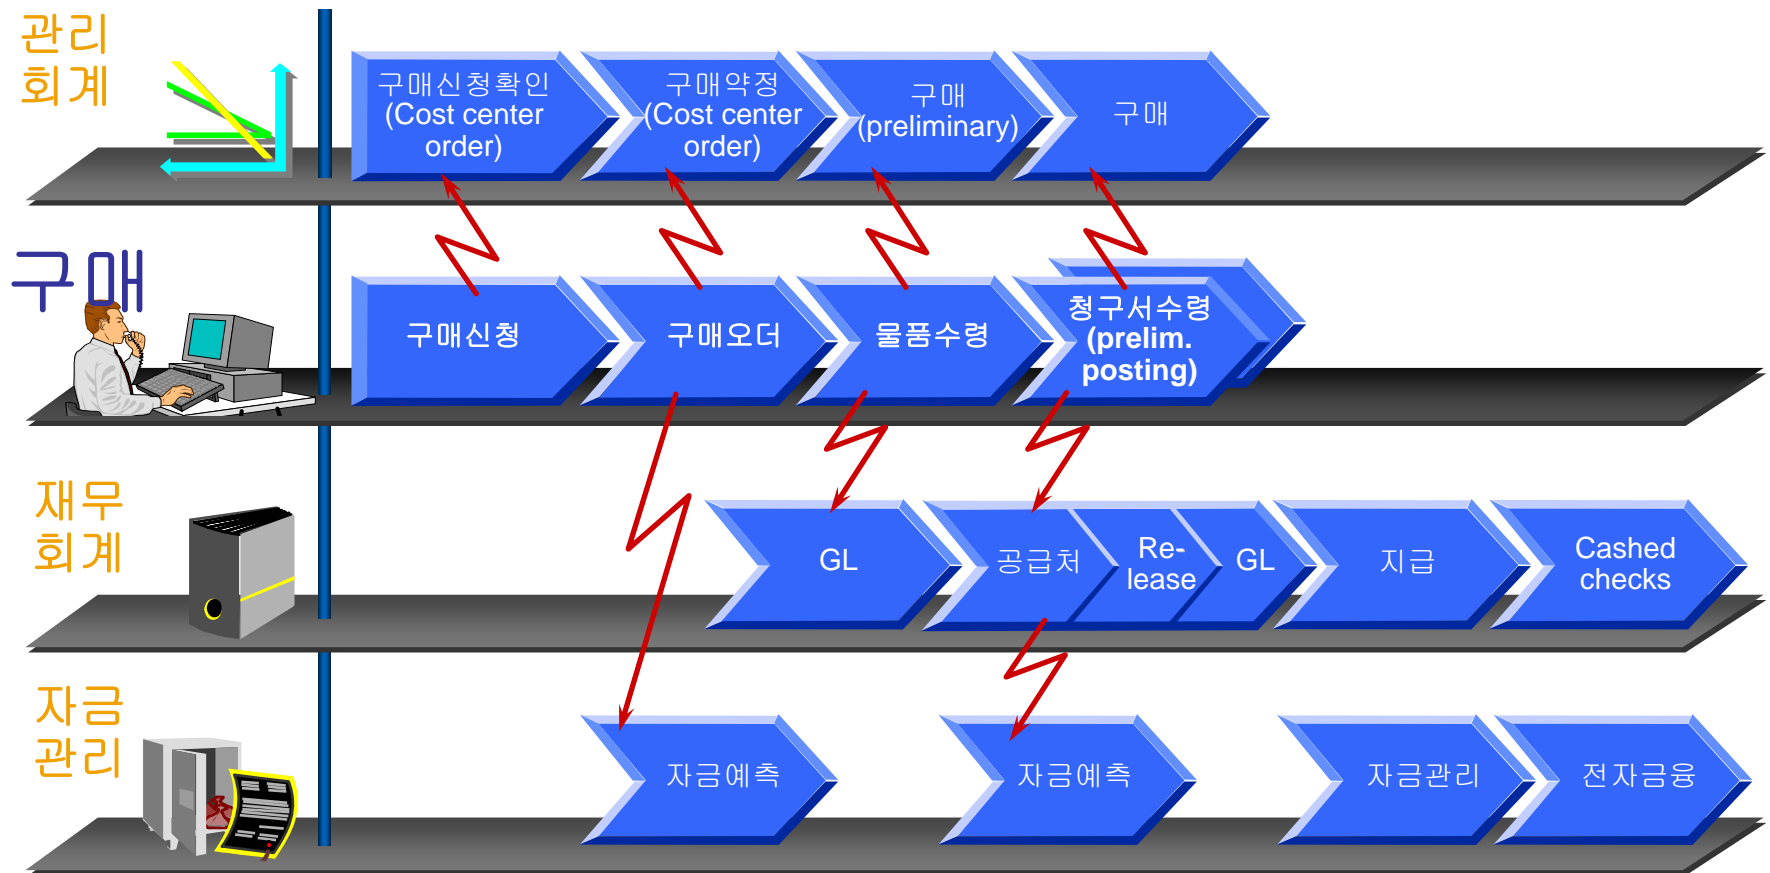 관리
회계
구매신청확인
(Cost center
order)
구매약정
(Cost center
order)
구매
(preliminary)
구매
구매
구매신청
구매오더
물품수령
청구서수령
(prelim.
posting)
재무
회계
GL
공급처
Re-
lease
GL
지급
Cashed
checks
자금
관리
자금예측
자금예측
자금관리
전자금융